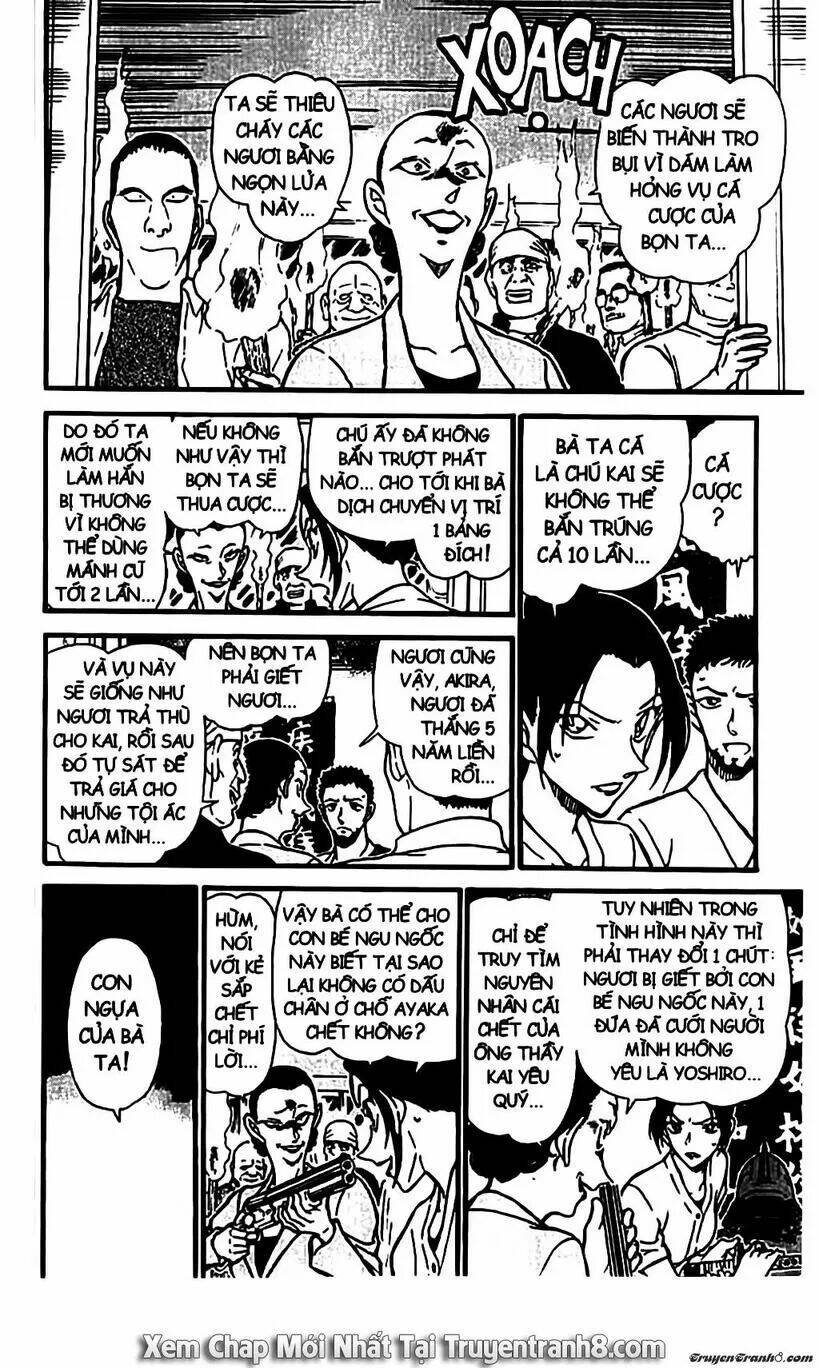 XOẠCH
CÁC NGƯƠI SẼ
BIẾN THÀNH TRO
BỤI VÌ DÁM LÀM
HỎNG VỤ CÁ
CƯỢC CỦA
BỌN TA...
TA SẼ THIÊU
CHÁY CÁC
NGƯƠI BẰNG
NGỌN LỬA
NÀY...
CÁ
CƯỢC
?
BÀ TA CÁ
LÀ CHÚ KAI SẼ
KHÔNG THỂ
BẮN TRÚNG
CẢ 10 LẦN...
風
CHÚ ẤY ĐÃ KHÔNG
BẮN TRƯỢT PHÁT
NÀO... CHO TỚI KHI BÀ
DỊCH CHUYỂN VỊ TRÍ
1 BẢNG
ĐÍCH!
NẾU KHÔNG
NHƯ VẬY THÌ
BỌN TA SẼ
THUA CƯỢC...
DO ĐÓ TA
MỚI MUỐN
LÀM HẮN
BỊ THƯƠNG
VÌ KHÔNG
THỂ DÙNG
MÁNH CŨ
TỚI 2 LẦN...
NGƯƠI CŨNG
VẬY, AKIRA,
NGƯƠI ĐÃ
THẮNG 5
NĂM LIỀN
RỒI...
NÊN BỌN TA
PHẢI GIẾT
NGƯƠI...
VÀ VỤ NÀY
SẼ GIỐNG NHƯ
NGƯƠI TRẢ THÙ
CHO KAI, RỒI SAU
ĐÓ TỰ SÁT ĐỂ
TRẢ GIÁ CHO
NHỮNG TỘI ÁC
CỦA MÌNH...
TUY NHIÊN TRONG
TÌNH HÌNH NÀY THÌ
PHẢI THAY ĐỔI 1 CHÚT:
NGƯƠI BỊ GIẾT BỞI CON
BÉ NGU NGỐC NÀY, 1
ĐỨA ĐÃ CƯỚI NGƯỜI
MÌNH KHÔNG
YÊU LÀ YOSHIRO...
CHỈ ĐỂ
TRUY TÌM
NGUYÊN
NHÂN CÁI
CHẾT CỦA
ÔNG THẦY
KAI YÊU
QUÝ...
VẬY BÀ CÓ THỂ CHO
CON BÉ NGU NGỐC
NÀY BIẾT TẠI SAO
LẠI KHÔNG CÓ DẤU
CHÂN Ở CHỖ AYAKA
CHẾT KHÔNG?
HỪM,
NÓI
VỚI KẺ
SẮP
CHẾT
CHỈ PHÍ
LỜI...
CON
NGỰA
CỦA BÀ
TA!
Xem Chap Mới Nhất Tại Truyentranh8.com
TruyenTranh8.com